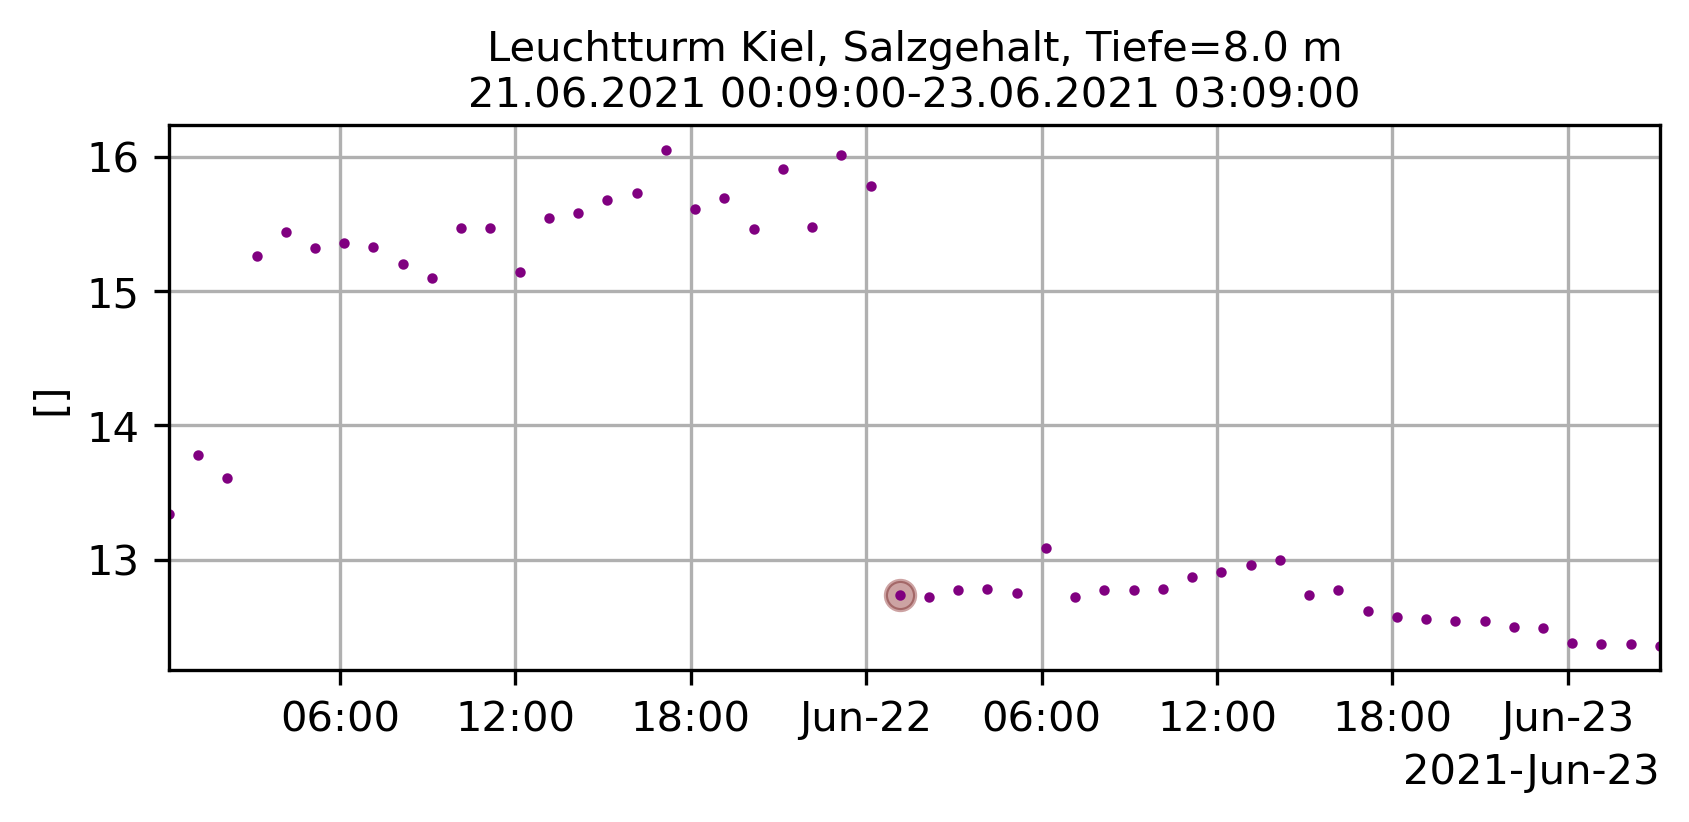 Leuchtturm Kiel, Salzgehalt, Tiefe=8.0 m
21.06.2021 00:09:00-23.06.2021 03:09:00
16
15
14
13
[]
06:00 12:00 18:00 Jun-22 06:00 12:00 18:00 Jun-23
2021-Jun-23